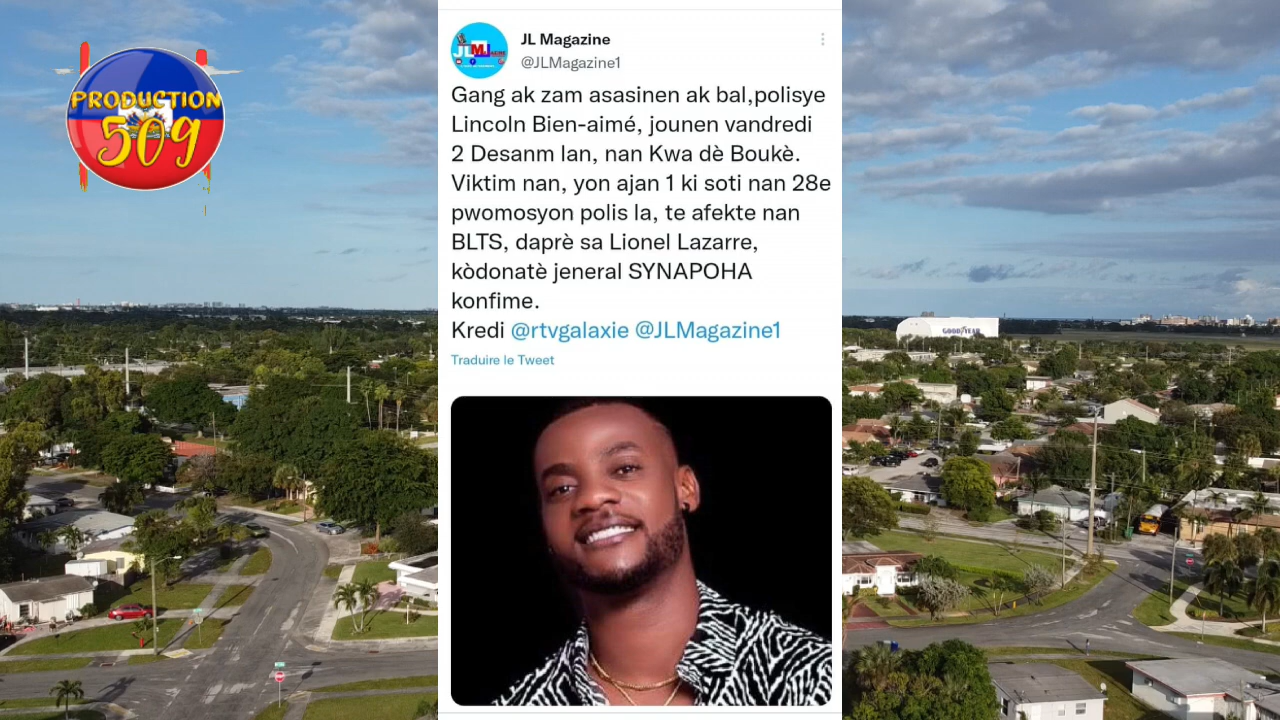 PRODUCTION
509
JL Magazine
@JLMagazine1
Gang ak zam asasinen ak bal,polisye
Lincoln Bien-aimé, jounen vandredi
2 Desanm lan, nan Kwa dè Boukè.
Viktim nan, yon ajan 1 ki soti nan 28e
pwomosyon polis la, te afekte nan
BLTS, daprè sa Lionel Lazarre,
kòdonatè jeneral SYNAPOHA
konfime.
Kredi @rtvgalaxie @JLMagazine1
Traduire le Tweet
GOODYEAR